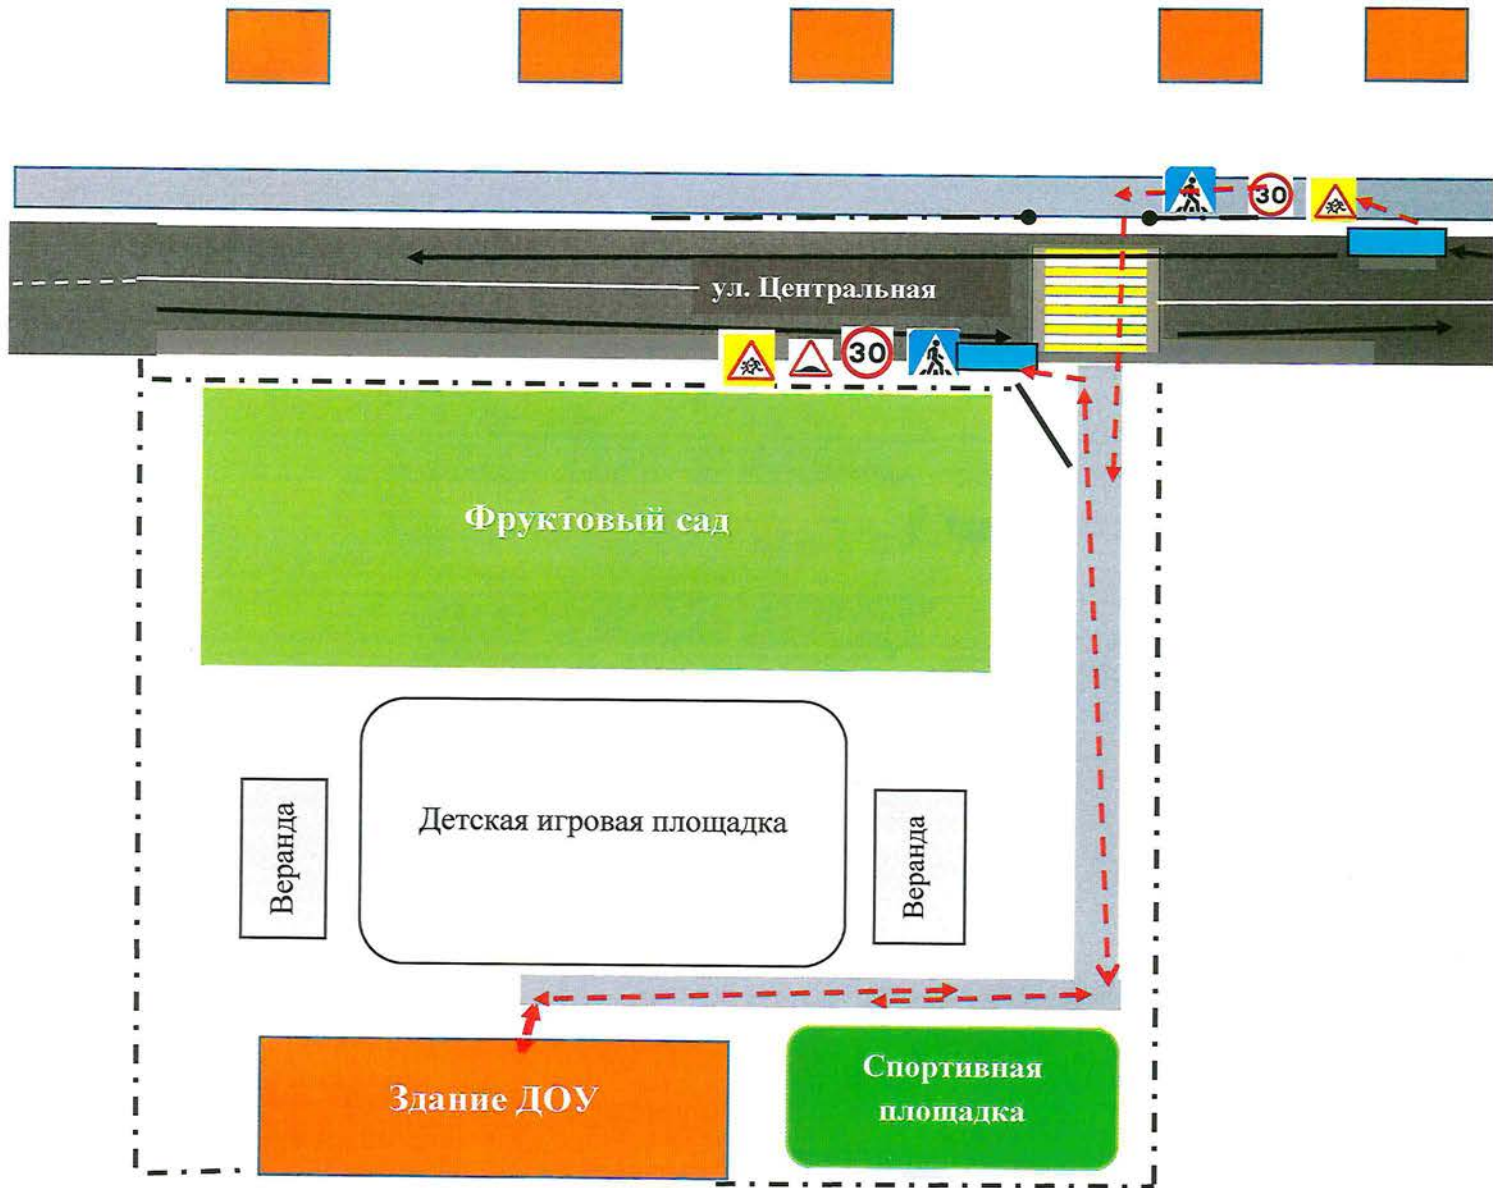 30
ул. Центральная
30
Фруктовый сад
Детская игровая площадка
Веранда
Веранда
Здание ДОУ
Спортивная
площадка